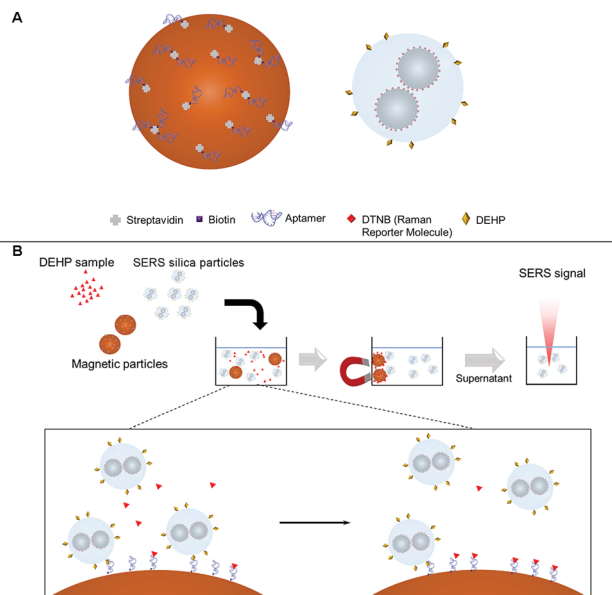 A
Streptavidin
Biotin
Aptamer
DTNB (Raman
Reporter Molecule)
DEHP
B
DEHP sample
SERS silica particles
SERS signal
Magnetic particles
Supernatant